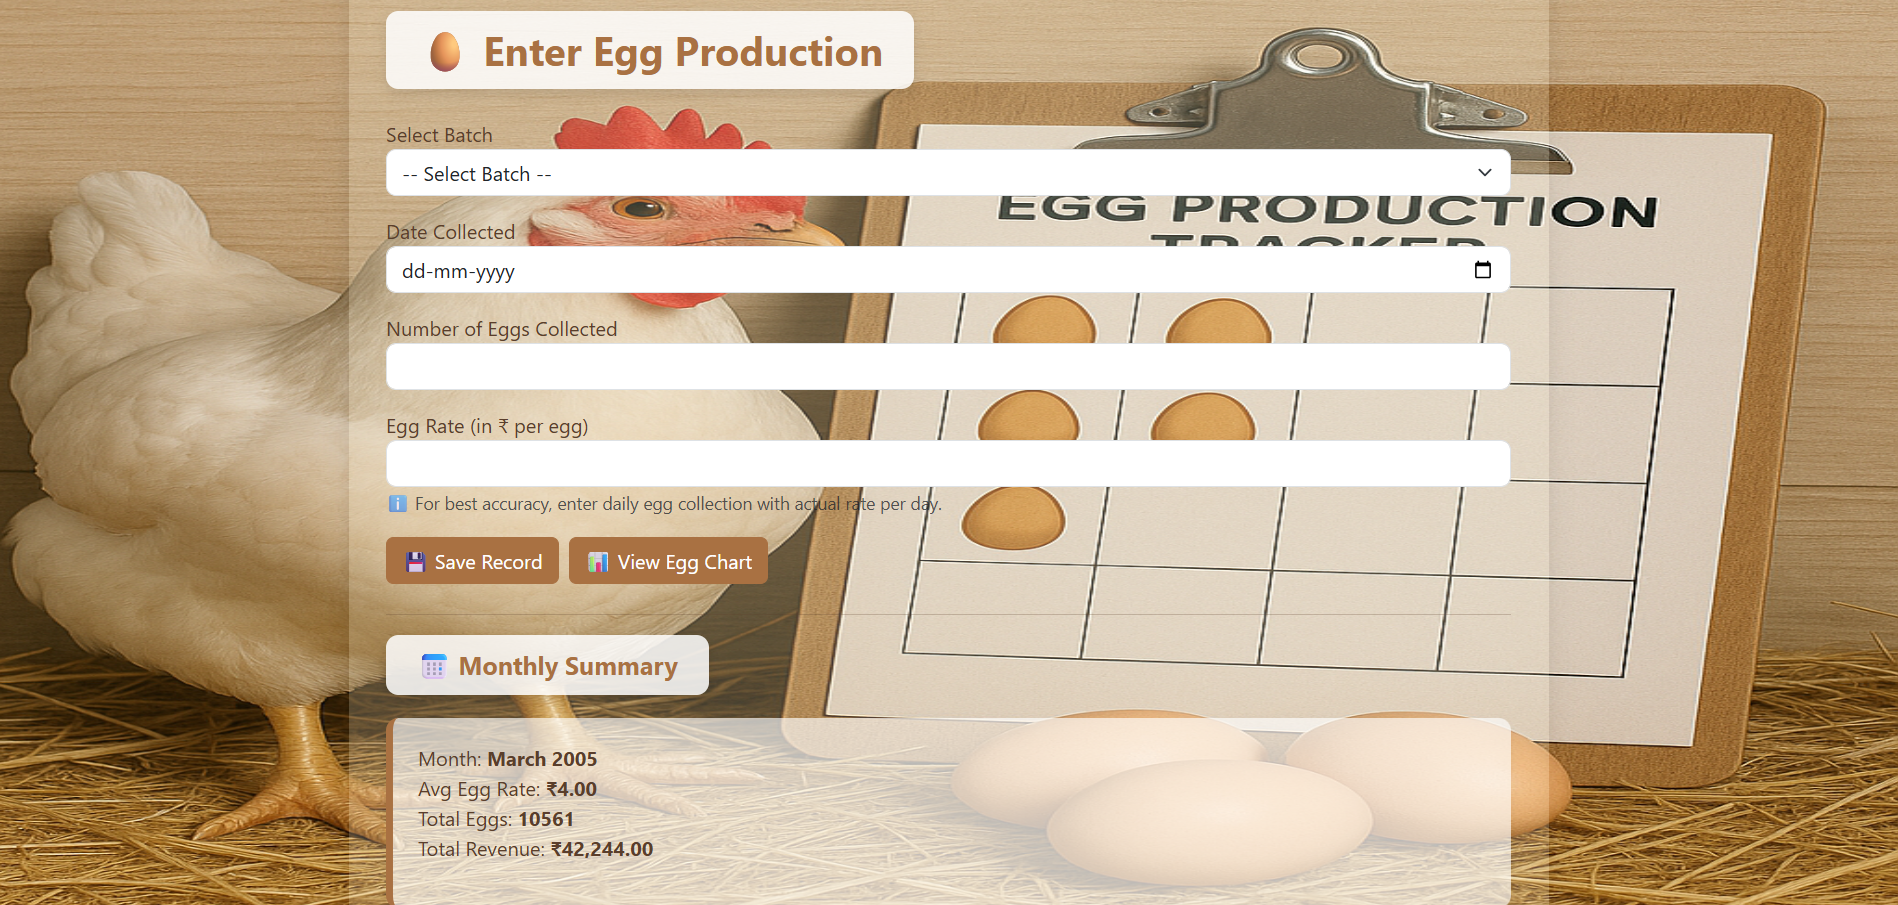 Enter Egg Production
Select Batch
-- Select Batch --
EGG PRODUCTION
TRACKER
Date Collected
dd-mm-yyyy
Number of Eggs Collected
Egg Rate (in ₹ per egg)
For best accuracy, enter daily egg collection with actual rate per day.
Save Record
View Egg Chart
Monthly Summary
Month: March 2005
Avg Egg Rate: ₹4.00
Total Eggs: 10561
Total Revenue: ₹42,244.00